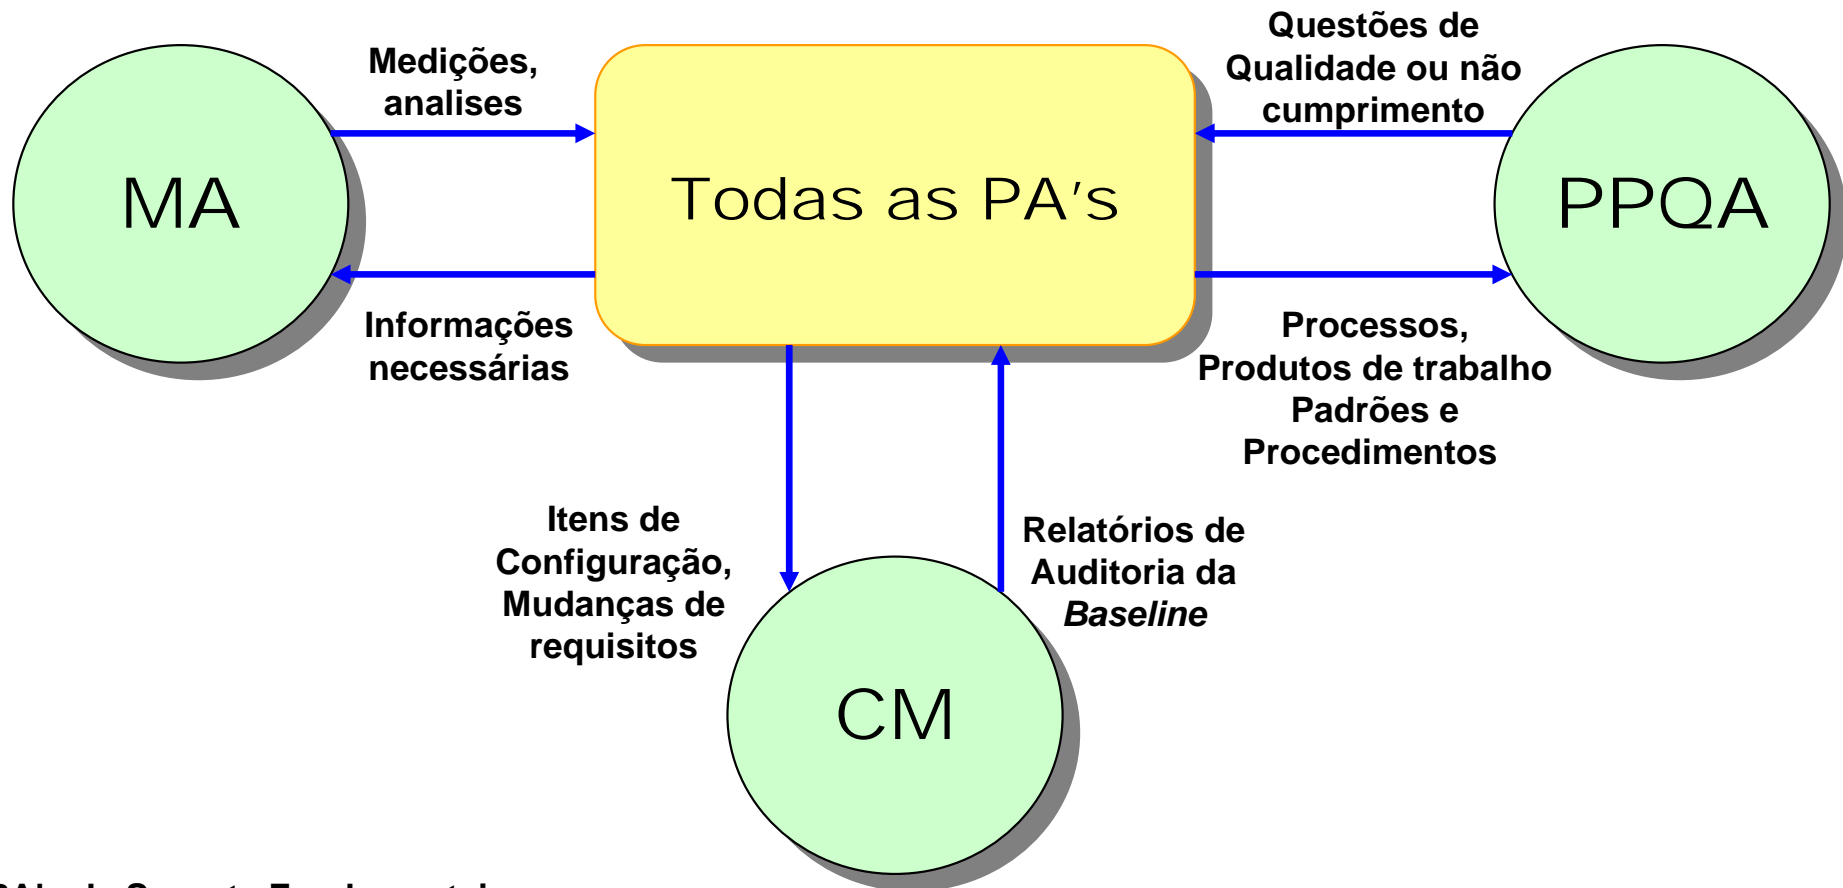 Medições,
analises
Questões de
Qualidade ou não
cumprimento
MA
Todas as PA's
PPQA
Informações
necessárias
Processos,
Produtos de trabalho
Padrões e
Procedimentos
Itens de
Configuração,
Mudanças de
requisitos
Relatórios de
Auditoria da
Baseline
CM